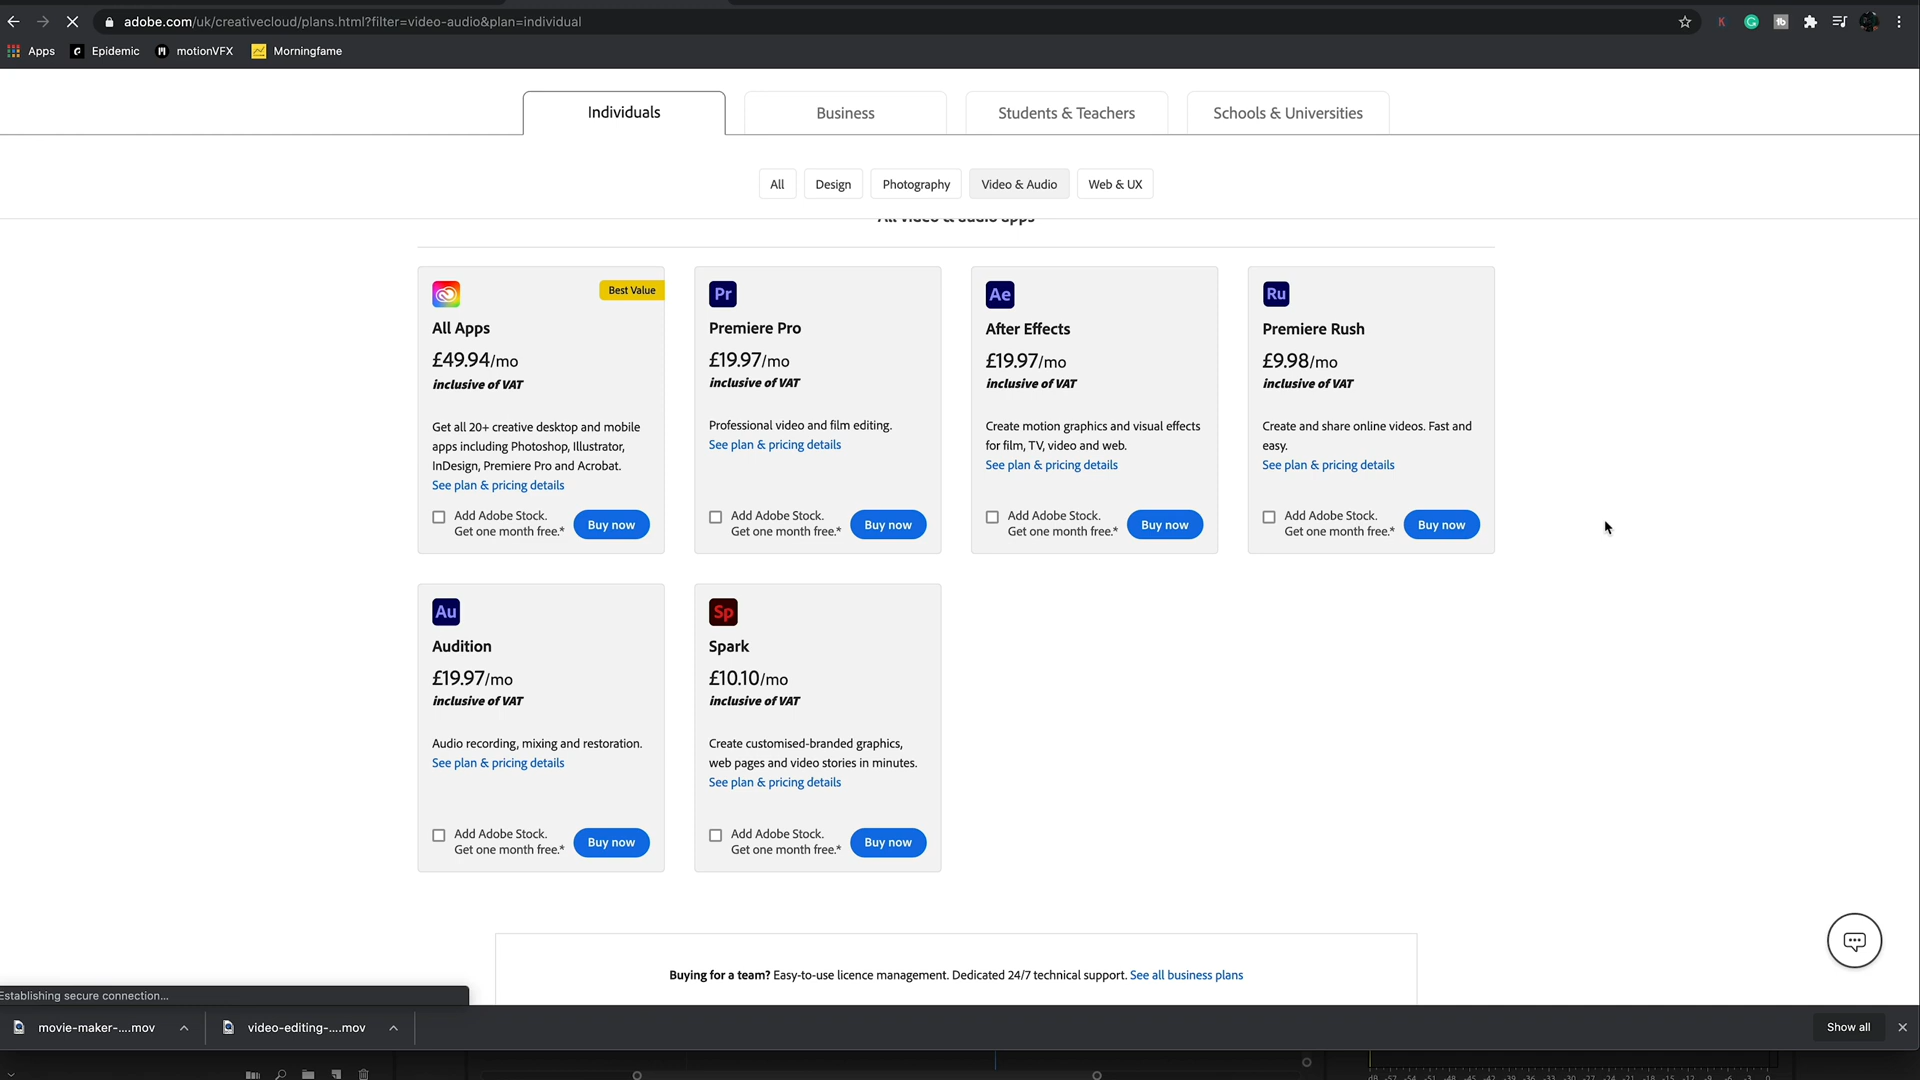 adobe.com/uk/creativecloud/plans.html?filter=video-audio&plan=individual
Apps
Epidemic
motionVFX
Morningfame
Individuals
Business
Students & Teachers
Schools & Universities
All
Design
Photography
Video & Audio
Web & UX
All video & audio apps
Best Value
All Apps
£49.94/mo
inclusive of VAT
Get all 20+ creative desktop and mobile
apps including Photoshop, Illustrator,
InDesign, Premiere Pro and Acrobat.
See plan & pricing details
Add Adobe Stock.
Get one month free.*
Buy now
Pr
Premiere Pro
£19.97/mo
inclusive of VAT
Professional video and film editing.
See plan & pricing details
Add Adobe Stock.
Get one month free.*
Buy now
Ae
After Effects
£19.97/mo
inclusive of VAT
Create motion graphics and visual effects
for film, TV, video and web.
See plan & pricing details
Add Adobe Stock.
Get one month free.*
Buy now
Ru
Premiere Rush
£9.98/mo
inclusive of VAT
Create and share online videos. Fast and
easy.
See plan & pricing details
Add Adobe Stock.
Get one month free.*
Buy now
Au
Audition
£19.97/mo
inclusive of VAT
Audio recording, mixing and restoration.
See plan & pricing details
Add Adobe Stock.
Get one month free.*
Buy now
Sp
Spark
£10.10/mo
inclusive of VAT
Create customised-branded graphics,
web pages and video stories in minutes.
See plan & pricing details
Add Adobe Stock.
Get one month free.*
Buy now
Buying for a team? Easy-to-use licence management. Dedicated 24/7 technical support. See all business plans
Establishing secure connection...
movie-maker-....mov
video-editing-....mov
Show all